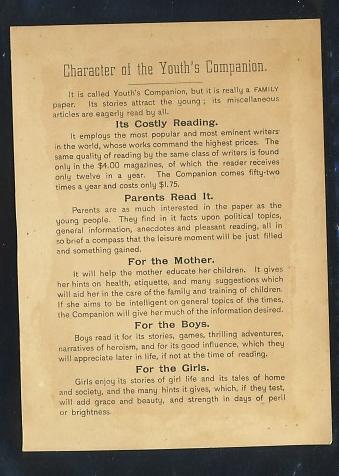 Character of the Youth's Companion.
It is called Youth's Companion, but it is really a FAMILY
paper. Its stories attract the young; its miscellaneous
articles are eagerly read by all.
Its Costly Reading.
It employs the most popular and most eminent writers
in the world, whose works command the highest prices. The
same quality of reading by the same class of writers is found
only in the $4.00 magazines, of which the reader receives
only twelve in a year. The Companion comes fifty-two
times a year and costs only $1.75.
Parents Read It.
Parents are as much interested in the paper as the
young people. They find in it facts upon political topics,
general information, anecdotes and pleasant reading, all in
so brief a compass that the leisure moment will be just filled
and something gained.
For the Mother.
It will help the mother educate her children. It gives
her hints on health, etiquette, and many suggestions which
will aid her in the care of the family and training of children.
If she aims to be intelligent on general topics of the times,
the Companion will give her much of the information desired.
For the Boys.
Boys read it for its stories, games, thrilling adventures,
narratives of heroism, and for its good influence, which they
will appreciate later in life, if not at the time of reading.
For the Girls.
Girls enjoy its stories of girl life and its tales of home
and society, and the many hints it gives, which, if they test,
will add grace and beauty, and strength in days of peril
or brightness.